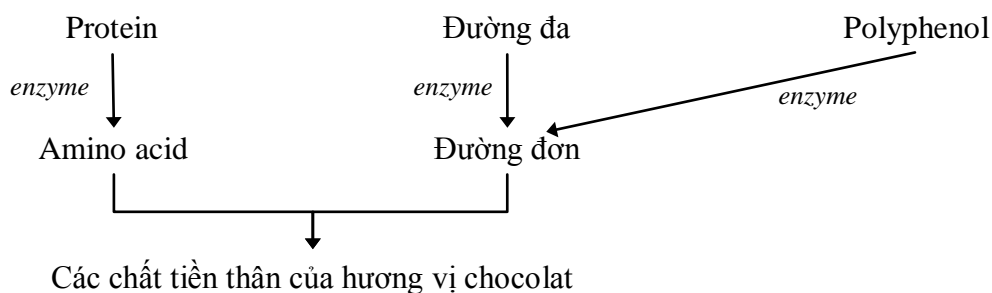 Protein Đường đa Polyphenol
enzyme enzyme enzyme
Amino acid Đường đơn
Các chất tiền thân của hương vị chocolat